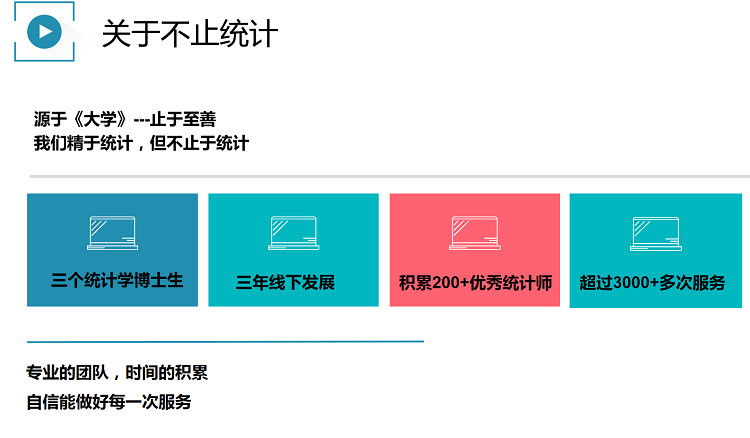 关于不止统计
源于《大学》---止于至善
我们精于统计，但不止于统计
三个统计学博士生
三年线下发展
积累200+优秀统计师
超过3000+多次服务
专业的团队，时间的积累
自信能做好每一次服务